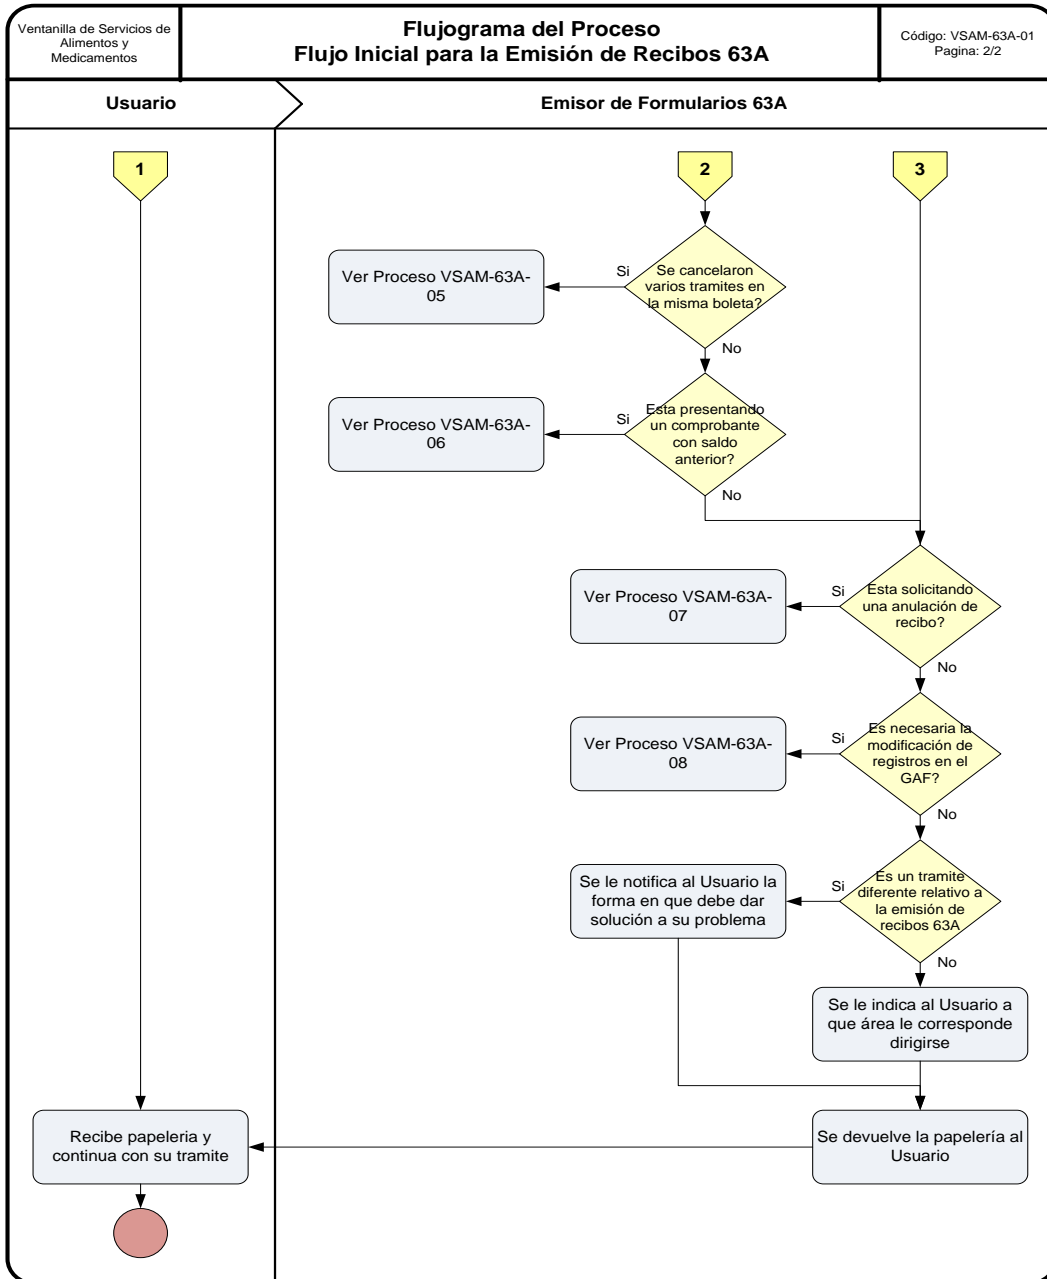 Ventanilla de Servicios de
Alimentos y
Medicamentos
Flujograma del Proceso
Flujo Inicial para la Emisión de Recibos 63A
Código: VSAM-63A-01
Pagina: 2/2
Usuario
Emisor de Formularios 63A
1
2
3
Se cancelaron
varios tramites en
la misma boleta?
Si
Ver Proceso VSAM-63A-
05
No
Esta presentando
un comprobante
con saldo
anterior?
Si
Ver Proceso VSAM-63A-
06
No
Esta solicitando
una anulación de
recibo?
Si
Ver Proceso VSAM-63A-
07
No
Es necesaria la
modificación de
registros en el
GAF?
Si
Ver Proceso VSAM-63A-
08
No
Es un tramite
diferente relativo a
la emisión de
recibos 63A
Si
Se le notifica al Usuario la
forma en que debe dar
solución a su problema
No
Se le indica al Usuario a
que área le corresponde
dirigirse
Se devuelve la papelería al
Usuario
Recibe papeleria y
continua con su tramite